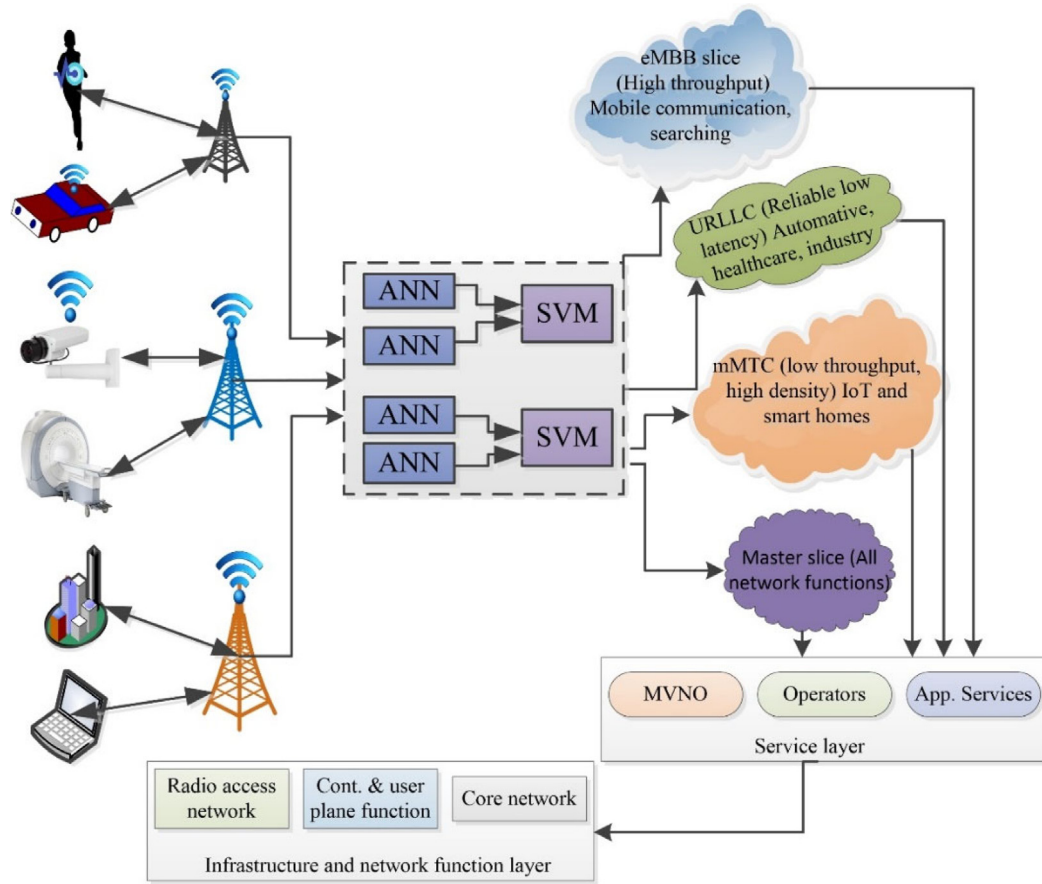 eMBB slice
(High throughput)
Mobile communication,
searching
URLLC (Reliable low
latency) Automative,
healthcare, industry
ANN
ANN
SVM
mMTC (low throughput,
high density) IoT and
smart homes
ANN
ANN
SVM
Master slice (All
network functions)
MVNO
Operators
App. Services
Service layer
Radio access
network
Cont. & user
plane function
Core network
Infrastructure and network function layer